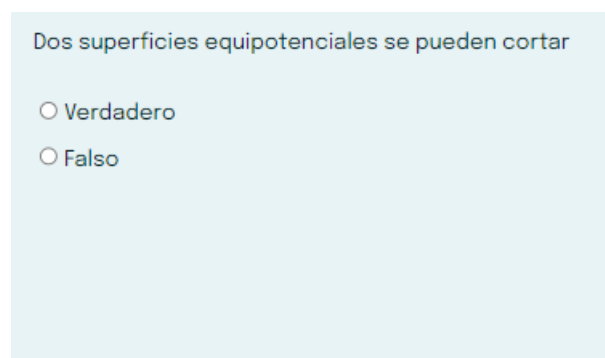 Dos superficies equipotenciales se pueden cortar
Verdadero
Falso